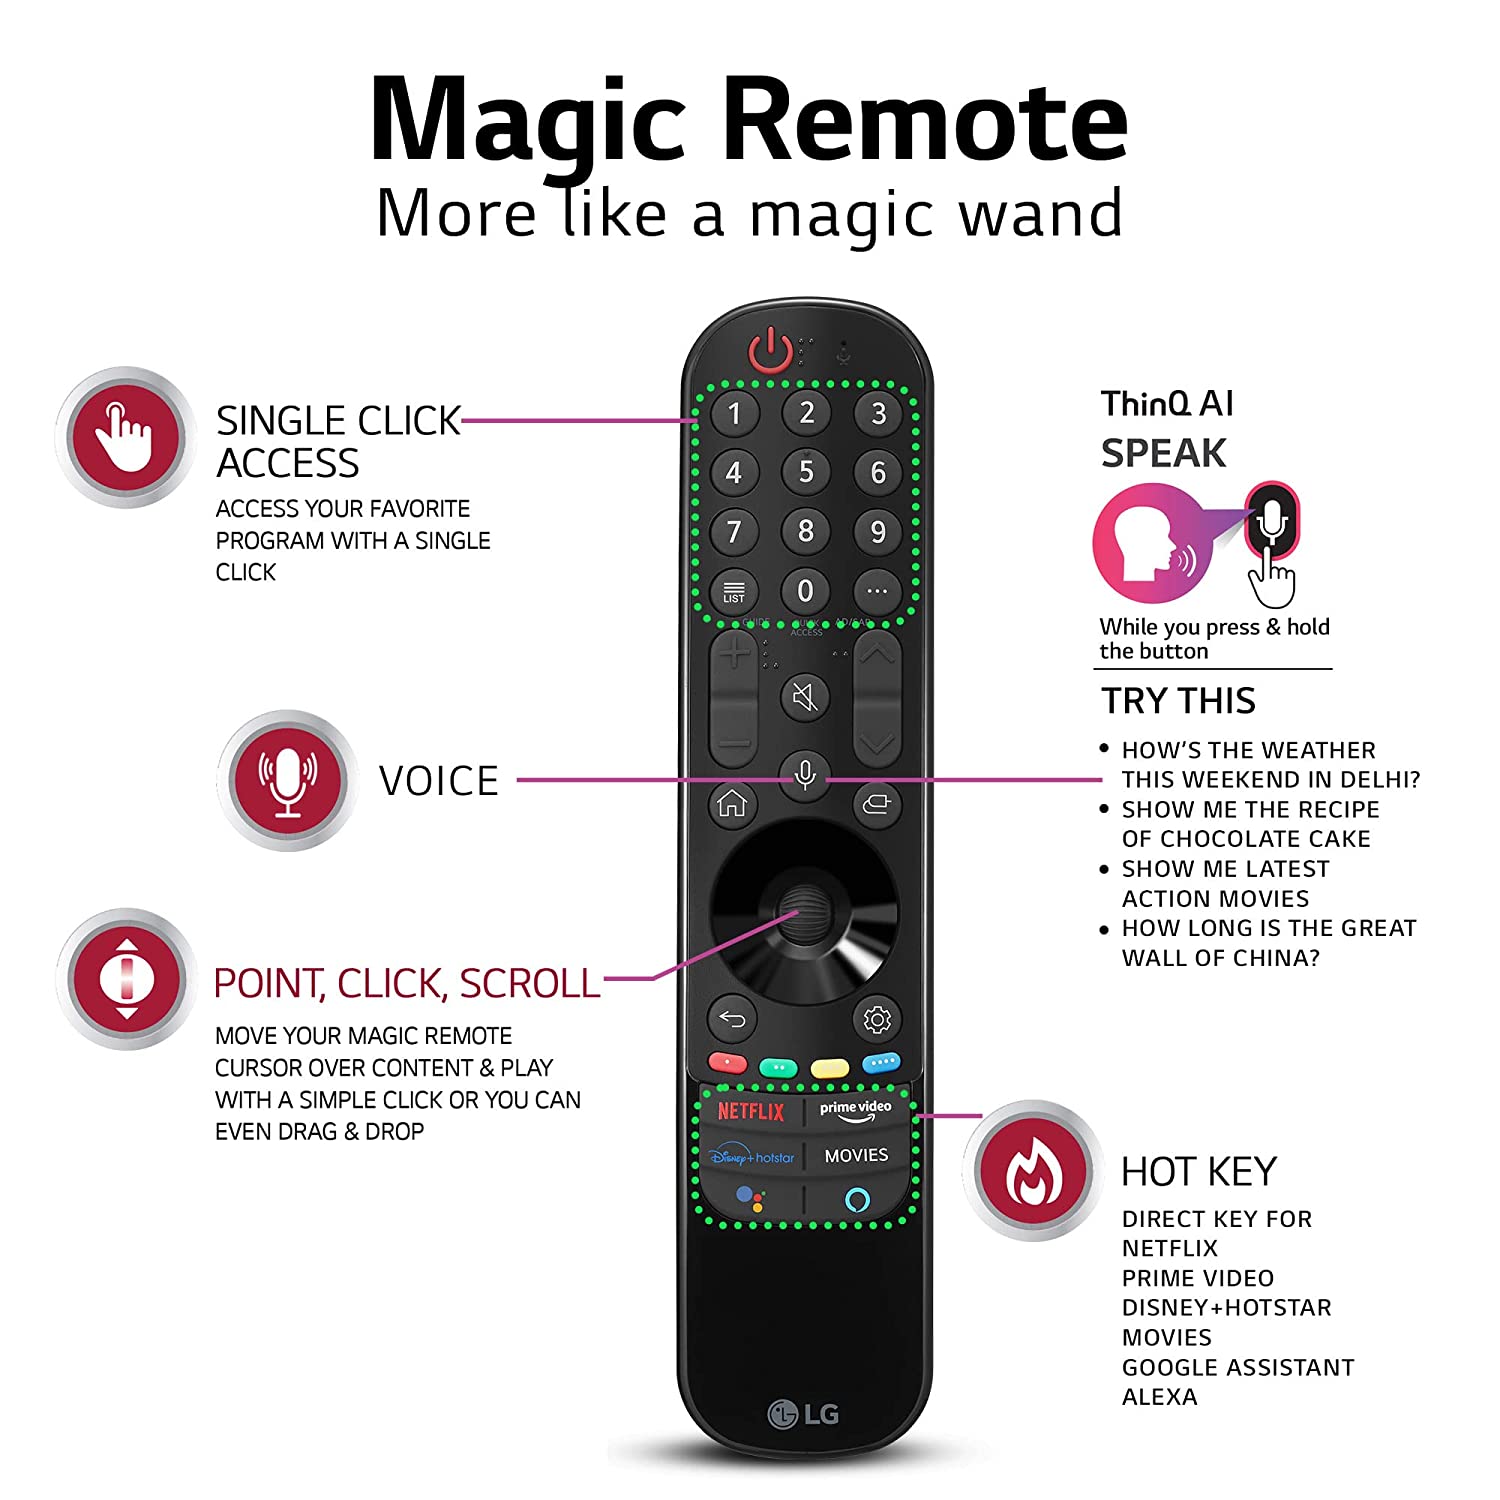 Magic Remote
More like a magic wand
SINGLE CLICK
ACCESS
ACCESS YOUR FAVORITE
PROGRAM WITH A SINGLE
CLICK
VOICE
POINT, CLICK, SCROLL
MOVE YOUR MAGIC REMOTE
CURSOR OVER CONTENT & PLAY
WITH A SIMPLE CLICK OR YOU CAN
EVEN DRAG & DROP
1 2 3
4 5 6
7 8 9
LIST 0 ...
GUIDE QUICK AD/SAP
ACCESS
NETFLIX prime video
Disney+ hotstar MOVIES
LG
ThinQ AI
SPEAK
While you press & hold
the button
TRY THIS
• HOW'S THE WEATHER
THIS WEEKEND IN DELHI?
• SHOW ME THE RECIPE
OF CHOCOLATE CAKE
• SHOW ME LATEST
ACTION MOVIES
• HOW LONG IS THE GREAT
WALL OF CHINA?
HOT KEY
DIRECT KEY FOR
NETFLIX
PRIME VIDEO
DISNEY+HOTSTAR
MOVIES
GOOGLE ASSISTANT
ALEXA